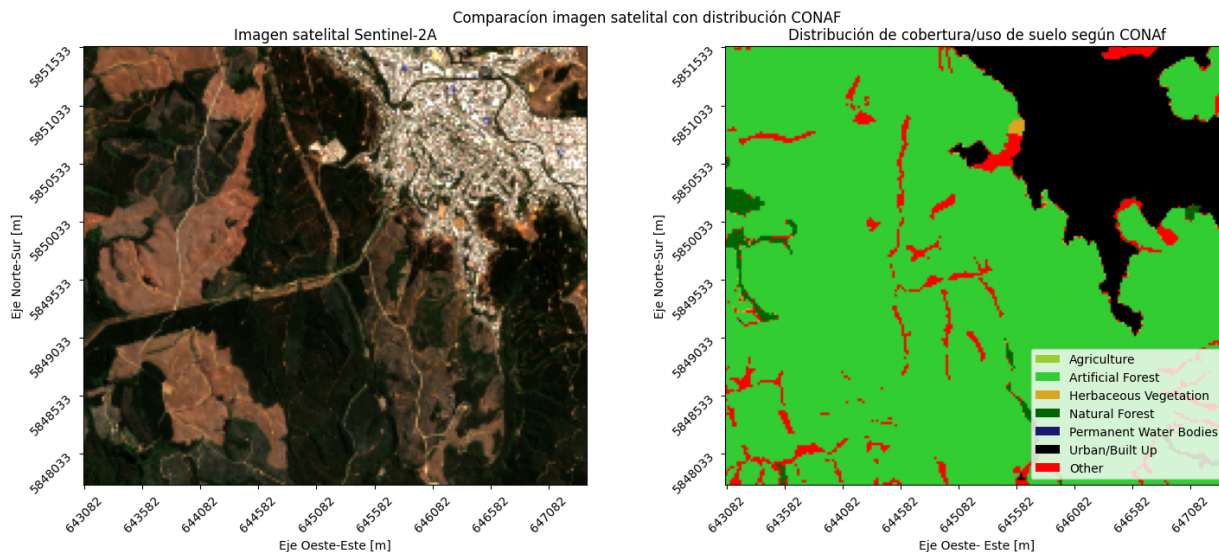 Comparacíon imagen satelital con distribución CONAF
Imagen satelital Sentinel-2A
Distribución de cobertura/uso de suelo según CONAf
Eje Norte-Sur [m]
5851533
5851033
5850533
5850033
5849533
5849033
5848533
5848033
643082
643582
644082
644582
645082
645582
646082
646582
647082
Eje Oeste-Este [m]
Eje Norte-Sur [m]
5851533
5851033
5850533
5850033
5849533
5849033
5848533
5848033
Agriculture
Artificial Forest
Herbaceous Vegetation
Natural Forest
Permanent Water Bodies
Urban/Built Up
Other
643082
643582
644082
644582
645082
645582
646082
646582
647082
Eje Oeste- Este [m]